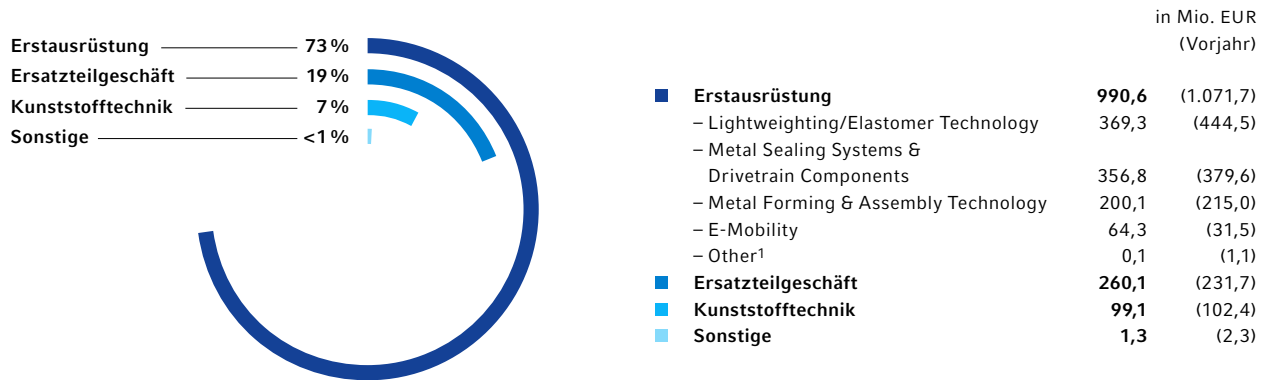 Erstausrüstung 73 %
Ersatzteilgeschäft 19 %
Kunststofftechnik 7 %
Sonstige <1 %
in Mio. EUR
(Vorjahr)
Erstausrüstung 990,6 (1.071,7)
– Lightweighting/Elastomer Technology 369,3 (444,5)
– Metal Sealing Systems &
Drivetrain Components 356,8 (379,6)
– Metal Forming & Assembly Technology 200,1 (215,0)
– E-Mobility 64,3 (31,5)
– Other¹ 0,1 (1,1)
Ersatzteilgeschäft 260,1 (231,7)
Kunststofftechnik 99,1 (102,4)
Sonstige 1,3 (2,3)